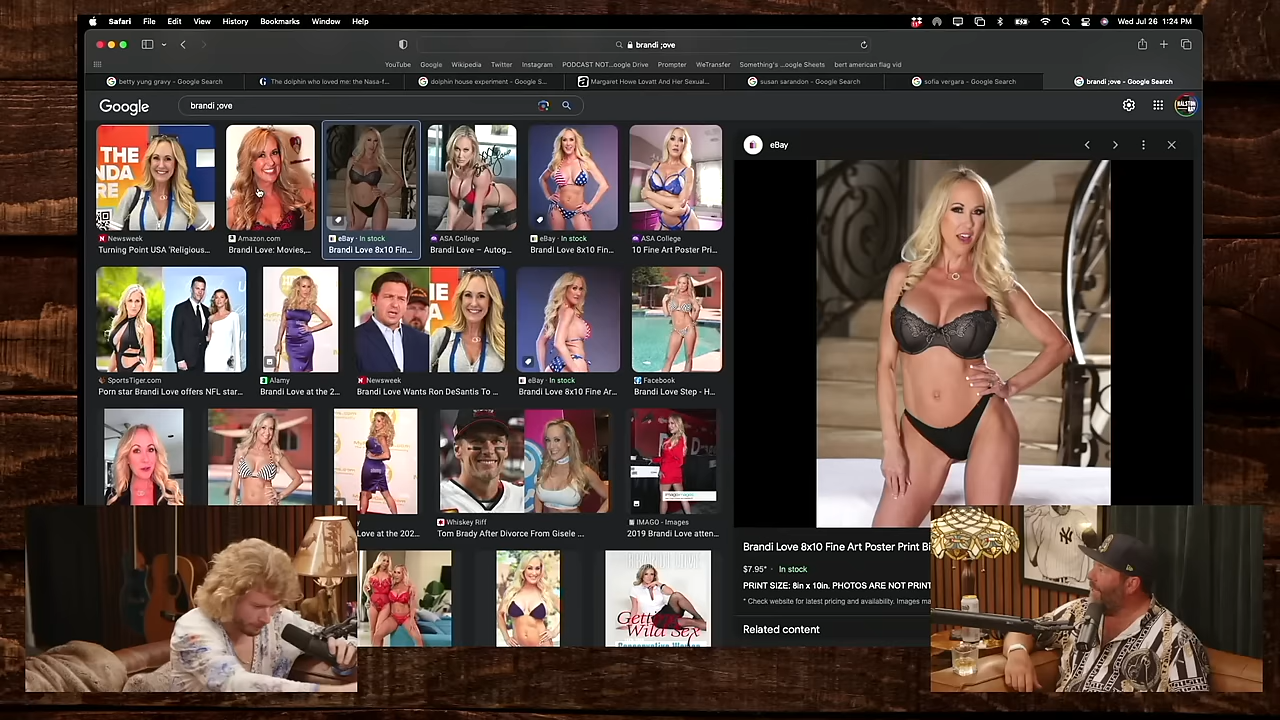 Safari File Edit View History Bookmarks Window Help
Wed Jul 26 1:24 PM
brandi ;ove
YouTube Google Wikipedia Twitter Instagram PODCAST NOT...oogle Drive Prompter WeTransfer Something's ...oogle Sheets bert american flag vid
betty yung gravy - Google Search
The dolphin who loved me: the Nasa-f...
dolphin house experiment - Google S...
Margaret Howe Lovatt And Her Sexual...
susan sarandon - Google Search
sofia vergara - Google Search
brandi ;ove - Google Search
Google
brandi ;ove
eBay
THE
NDA
RE
Newsweek
Turning Point USA 'Religious...
Amazon.com
Brandi Love: Movies,...
eBay · In stock
Brandi Love 8x10 Fin...
ASA College
Brandi Love – Autog...
eBay · In stock
Brandi Love 8x10 Fin...
ASA College
10 Fine Art Poster Pri...
SportsTiger.com
Porn star Brandi Love offers NFL star...
Alamy
Brandi Love at the 2...
Newsweek
Brandi Love Wants Ron DeSantis To ...
eBay · In stock
Brandi Love 8x10 Fine Ar...
Facebook
Brandi Love Step - H...
Love at the 202...
Whiskey Riff
Tom Brady After Divorce From Gisele ...
IMAGO - Images
2019 Brandi Love atten...
Wild Sex
Brandi Love 8x10 Fine Art Poster Print Bi
$7.95* · In stock
PRINT SIZE: 8in x 10in. PHOTOS ARE NOT PRINT
* Check website for latest pricing and availability. Images ma
Related content